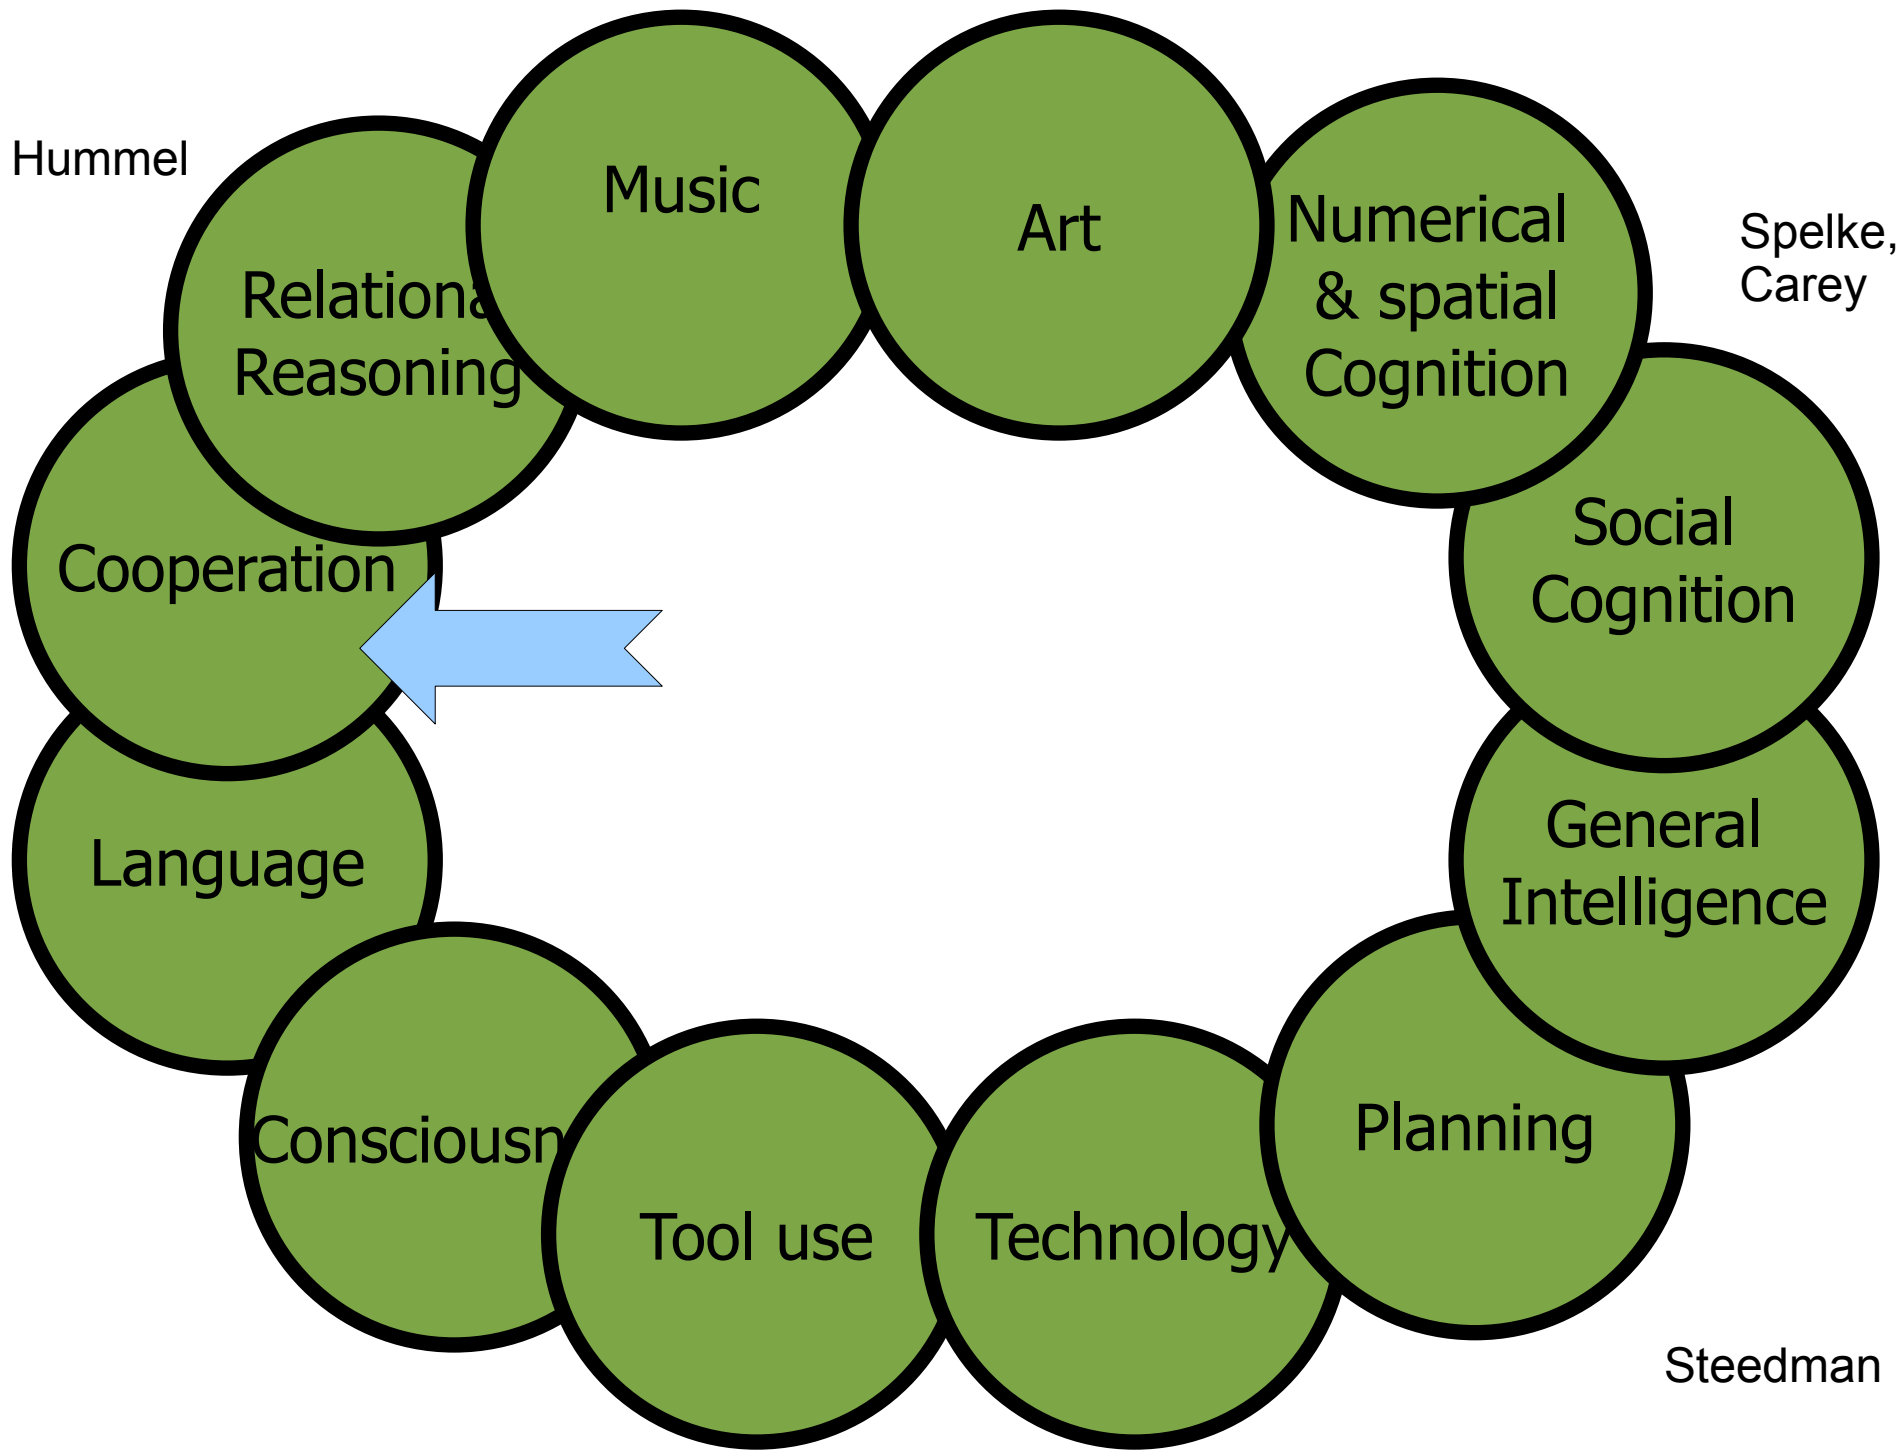 Hummel
Music
Art
Numerical
& spatial
Cognition
Spelke,
Carey
Relationa
Reasoning
Social
Cognition
Cooperation
General
Intelligence
Language
Planning
Consciousn
Tool use
Technology
Steedman